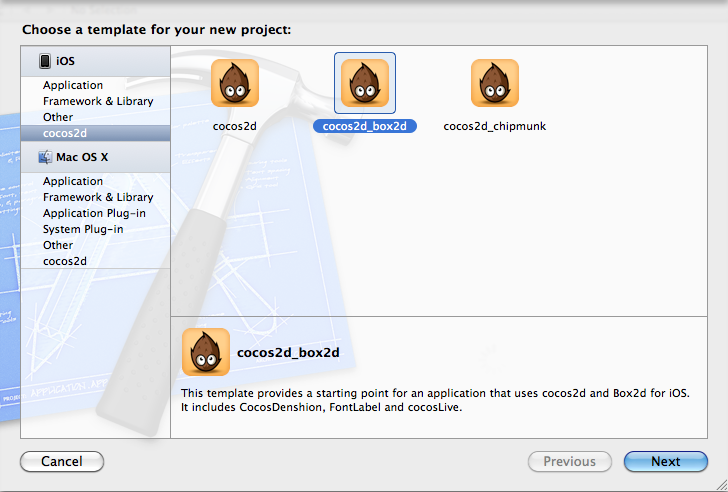 Choose a template for your new project:
iOS
Application
Framework & Library
Other
cocos2d
Mac OS X
Application
Framework & Library
Application Plug-in
System Plug-in
Other
cocos2d
cocos2d
cocos2d_box2d
cocos2d_chipmunk
cocos2d_box2d
This template provides a starting point for an application that uses cocos2d and Box2d for iOS.
It includes CocosDenshion, FontLabel and cocosLive.
Cancel
Previous
Next